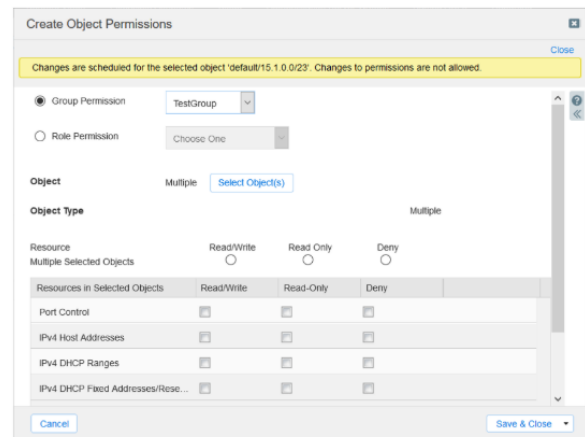 Create Object Permissions
Close
Changes are scheduled for the selected object 'default/15.1.0.0/23'. Changes to permissions are not allowed.
Group Permission TestGroup
Role Permission Choose One
Object Multiple Select Object(s)
Object Type Multiple
Resource Read/Write Read Only Deny
Multiple Selected Objects
Resources in Selected Objects Read/Write Read-Only Deny
Port Control
IPv4 Host Addresses
IPv4 DHCP Ranges
IPv4 DHCP Fixed Addresses/Rese...
Cancel Save & Close